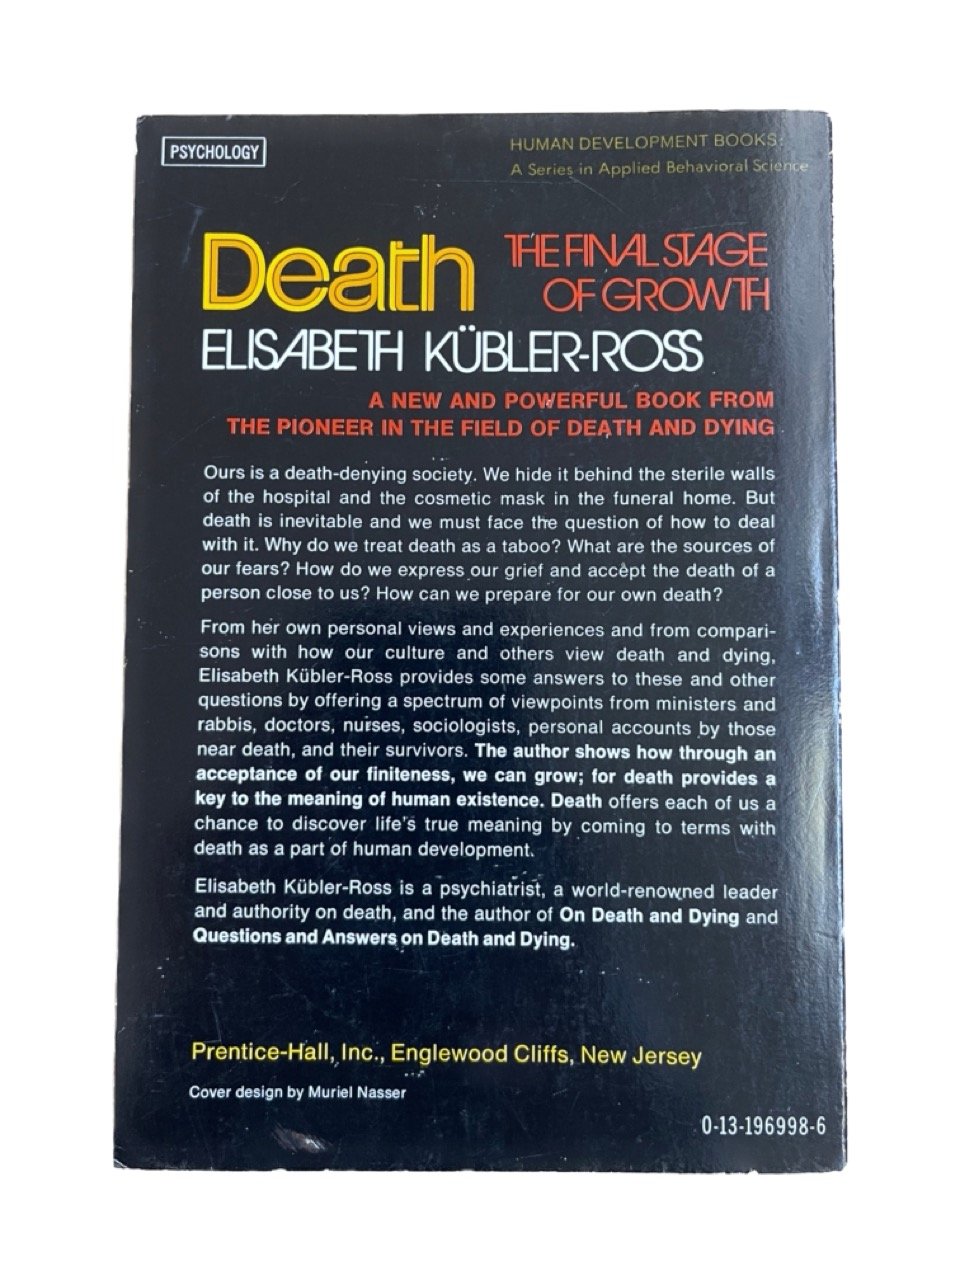 PSYCHOLOGY
HUMAN DEVELOPMENT BOOKS:
A Series in Applied Behavioral Science
Death
THE FINAL STAGE
OF GROWTH
ELISABETH KÜBLER-ROSS
A NEW AND POWERFUL BOOK FROM
THE PIONEER IN THE FIELD OF DEATH AND DYING
Ours is a death-denying society. We hide it behind the sterile walls
of the hospital and the cosmetic mask in the funeral home. But
death is inevitable and we must face the question of how to deal
with it. Why do we treat death as a taboo? What are the sources of
our fears? How do we express our grief and accept the death of a
person close to us? How can we prepare for our own death?
From her own personal views and experiences and from compari-
sons with how our culture and others view death and dying,
Elisabeth Kübler-Ross provides some answers to these and other
questions by offering a spectrum of viewpoints from ministers and
rabbis, doctors, nurses, sociologists, personal accounts by those
near death, and their survivors. The author shows how through an
acceptance of our finiteness, we can grow; for death provides a
key to the meaning of human existence. Death offers each of us a
chance to discover life's true meaning by coming to terms with
death as a part of human development.
Elisabeth Kübler-Ross is a psychiatrist, a world-renowned leader
and authority on death, and the author of On Death and Dying and
Questions and Answers on Death and Dying.
Prentice-Hall, Inc., Englewood Cliffs, New Jersey
Cover design by Muriel Nasser
0-13-196998-6